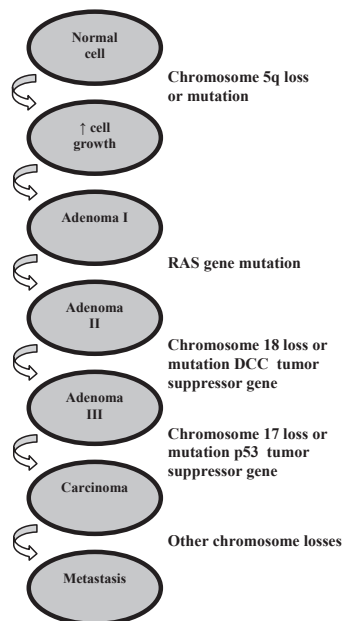 Normal
cell
Chromosome 5q loss
or mutation
↑ cell
growth
Adenoma I
RAS gene mutation
Adenoma
II
Chromosome 18 loss or
mutation DCC tumor
suppressor gene
Adenoma
III
Chromosome 17 loss or
mutation p53 tumor
suppressor gene
Carcinoma
Other chromosome losses
Metastasis